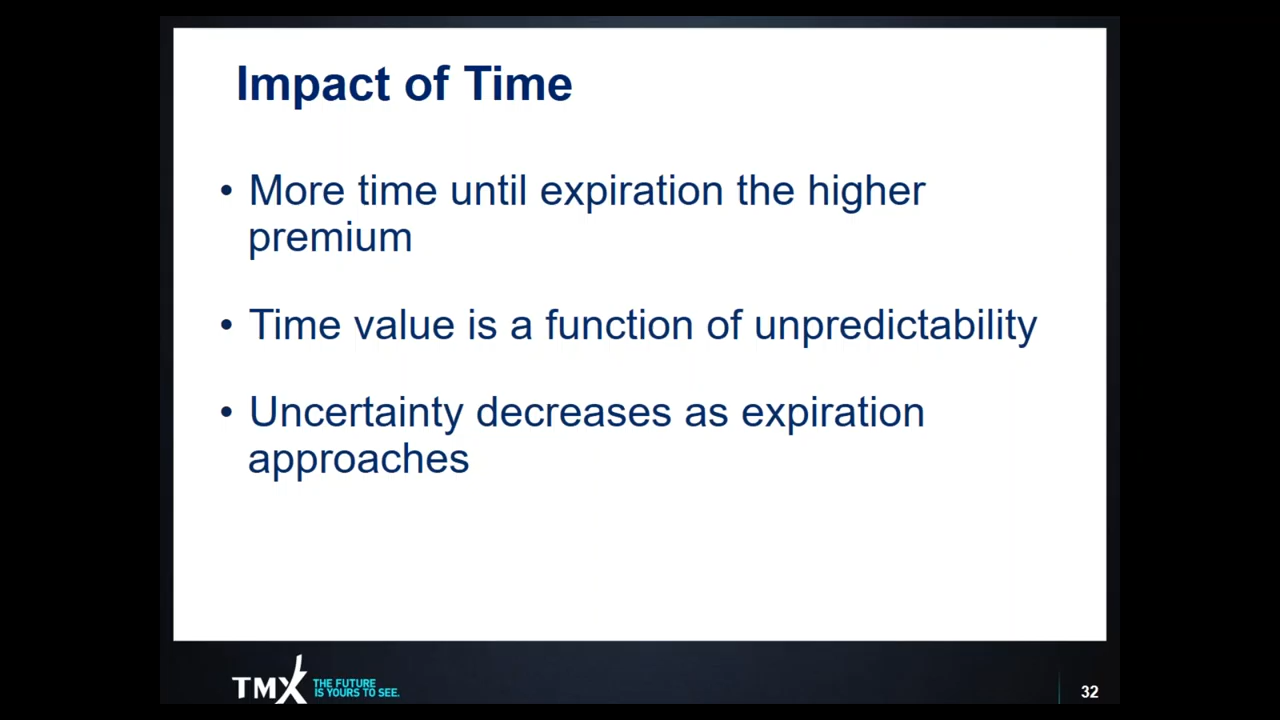 Impact of Time
• More time until expiration the higher
premium
• Time value is a function of unpredictability
• Uncertainty decreases as expiration
approaches
TMX THE FUTURE
IS YOURS TO SEE.
32